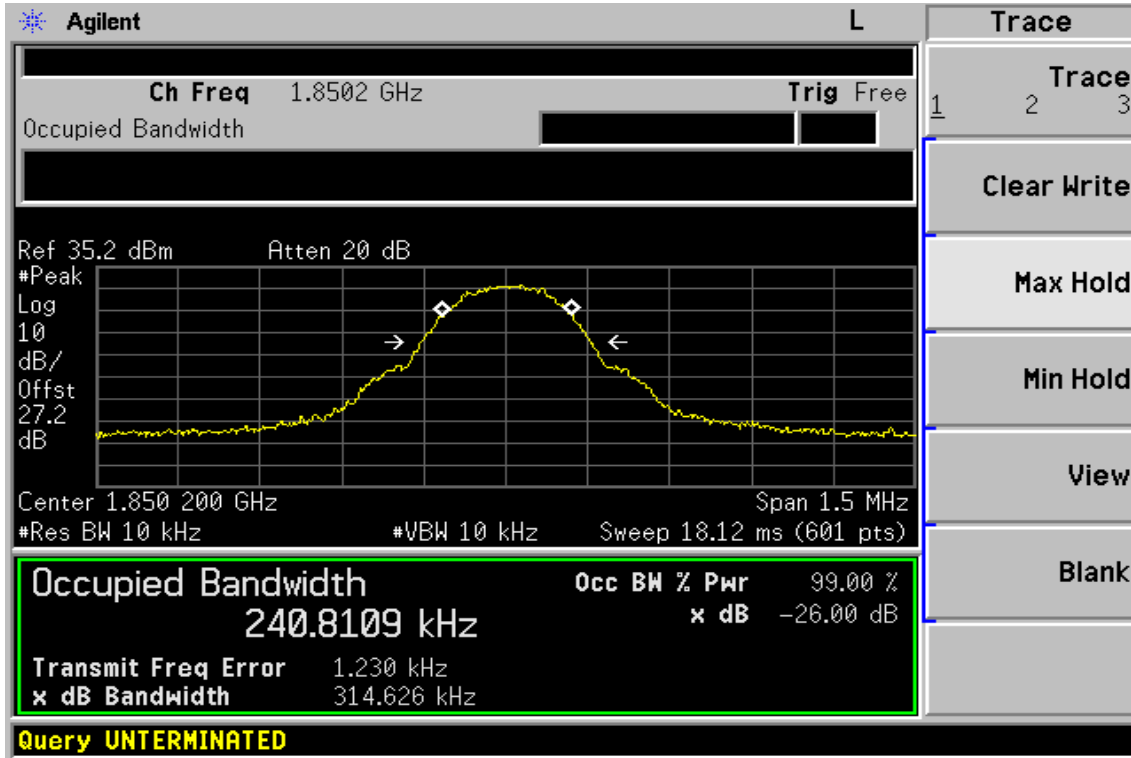 Agilent L Trace
Ch Freq 1.8502 GHz Trig Free
Occupied Bandwidth
Trace
1 2 3
Clear Write
Max Hold
Min Hold
View
Blank
Ref 35.2 dBm Atten 20 dB
#Peak
Log
10
dB/
Offst
27.2
dB
Center 1.850 200 GHz Span 1.5 MHz
#Res BW 10 kHz #VBW 10 kHz Sweep 18.12 ms (601 pts)
Occupied Bandwidth Occ BW % Pwr 99.00 %
240.8109 kHz x dB -26.00 dB
Transmit Freq Error 1.230 kHz
x dB Bandwidth 314.626 kHz
Query UNTERMINATED